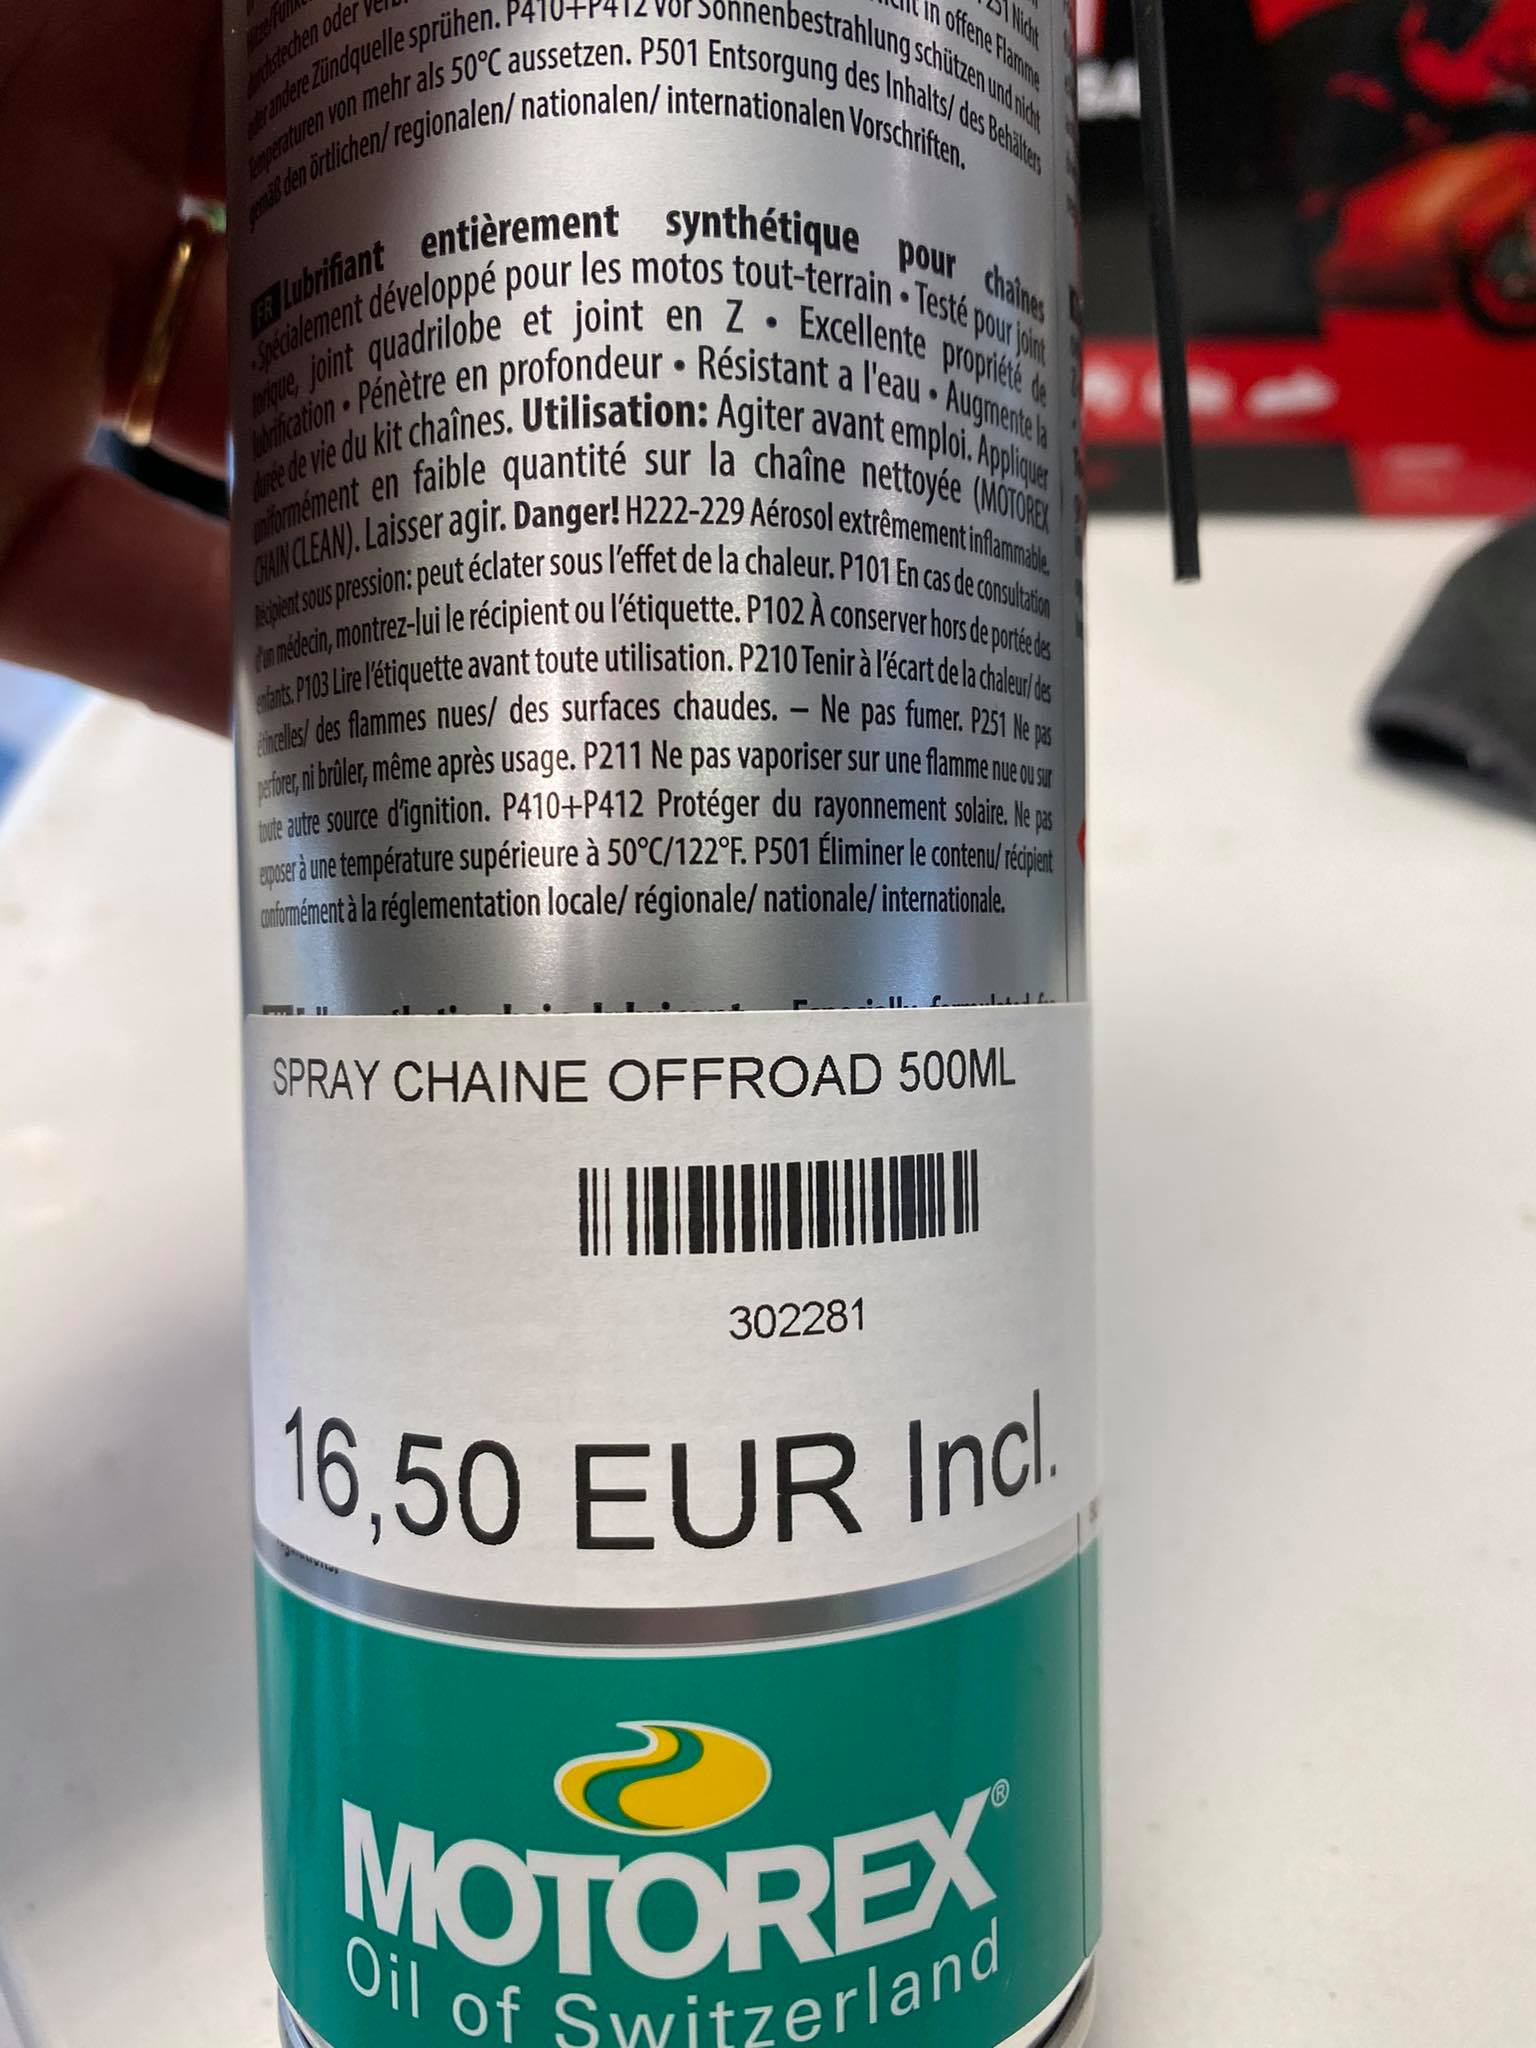 durchstechen oder
oder andere Zündquelle sprühen. P410+P412 Vor Sonnenbestrahlung schützen und nicht in offene Flamme
Temperaturen von mehr als 50°C aussetzen. P501 Entsorgung des Inhalts/ des Behälters
gemäß den örtlichen/ regionalen/ nationalen/ internationalen Vorschriften.
FR Lubrifiant entièrement synthétique pour chaînes
• Spécialement développé pour les motos tout-terrain • Testé pour joint
torique, joint quadrilobe et joint en Z • Excellente propriété de
lubrification • Pénètre en profondeur • Résistant a l'eau • Augmente la
durée de vie du kit chaînes. Utilisation: Agiter avant emploi. Appliquer
uniformément en faible quantité sur la chaîne nettoyée (MOTOREX
CHAIN CLEAN). Laisser agir. Danger! H222-229 Aérosol extrêmement inflammable.
Récipient sous pression: peut éclater sous l'effet de la chaleur. P101 En cas de consultation
d'un médecin, montrez-lui le récipient ou l'étiquette. P102 À conserver hors de portée des
enfants. P103 Lire l'étiquette avant toute utilisation. P210 Tenir à l'écart de la chaleur/ des
étincelles/ des flammes nues/ des surfaces chaudes. – Ne pas fumer. P251 Ne pas
perforer, ni brûler, même après usage. P211 Ne pas vaporiser sur une flamme nue ou sur
toute autre source d'ignition. P410+P412 Protéger du rayonnement solaire. Ne pas
exposer à une température supérieure à 50°C/122°F. P501 Éliminer le contenu/ récipient
conformément à la réglementation locale/ régionale/ nationale/ internationale.
SPRAY CHAINE OFFROAD 500ML
302281
16,50 EUR Incl.
MOTOREX®
Oil of Switzerland